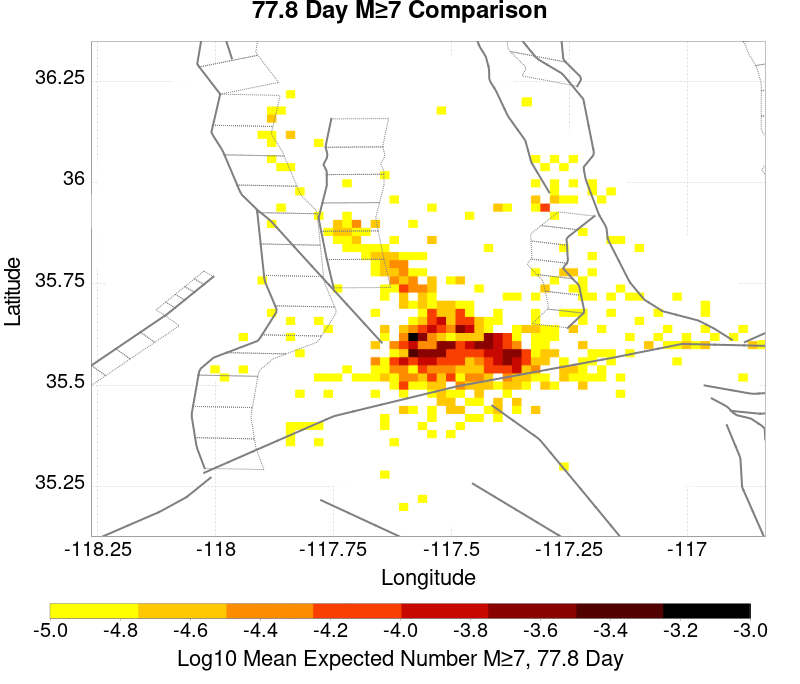 77.8 Day M≥7 Comparison
36.25
36
35.75
35.5
35.25
Latitude
-118.25 -118 -117.75 -117.5 -117.25 -117
Longitude
-5.0 -4.8 -4.6 -4.4 -4.2 -4.0 -3.8 -3.6 -3.4 -3.2 -3.0
Log10 Mean Expected Number M≥7, 77.8 Day